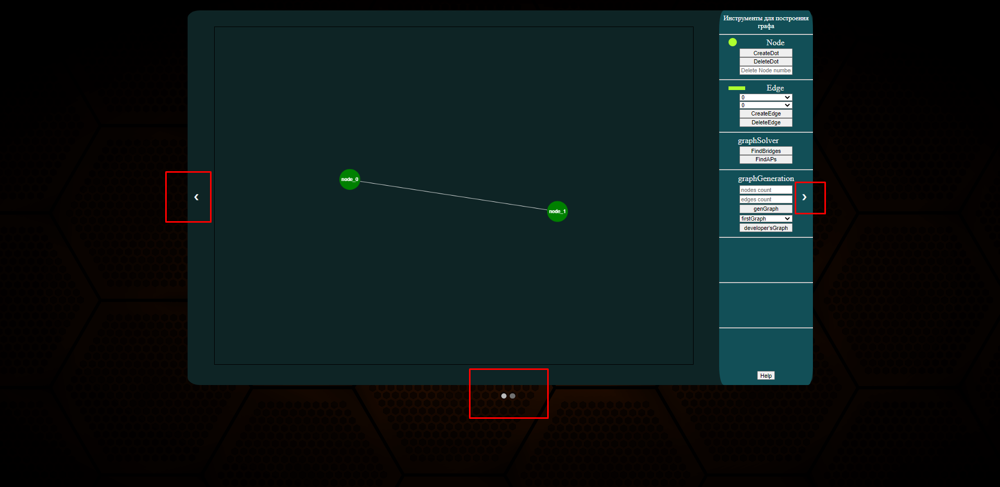 Инструменты для построения
графа
Node
CreateDot
DeleteDot
Delete Node numbe
Edge
0
0
CreateEdge
DeleteEdge
graphSolver
FindBridges
FindAPs
graphGeneration
nodes count
edges count
genGraph
firstGraph
developer'sGraph
Help
node_0
node_1
‹
›